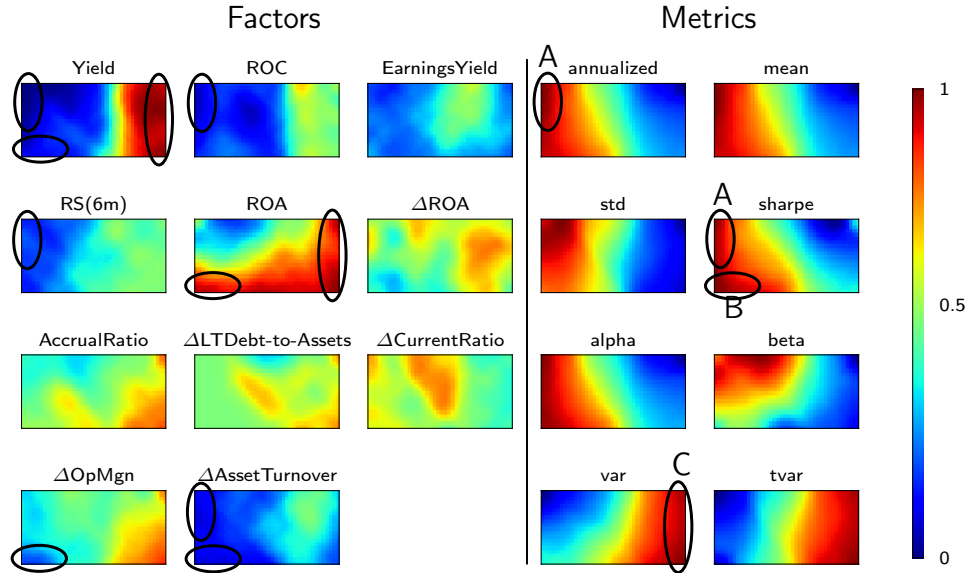 Factors Metrics
Yield ROC EarningsYield A annualized mean
RS(6m) ROA ΔROA std A sharpe
B
AccrualRatio ΔLTDebt-to-Assets ΔCurrentRatio alpha beta
ΔOpMgn ΔAssetTurnover var C tvar
1
0.5
0